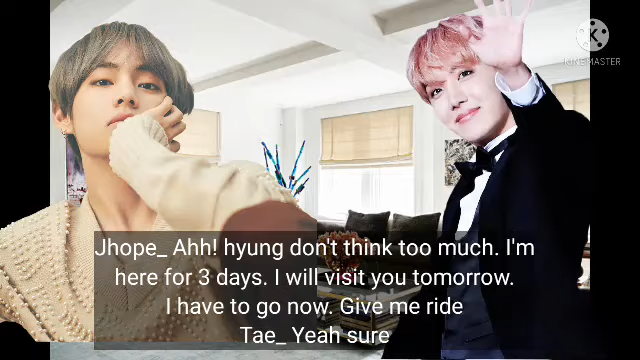 K
KINEMASTER
Jhope_ Ahh! hyung don't think too much. I'm
here for 3 days. I will visit you tomorrow.
I have to go now. Give me ride
Tae_ Yeah sure